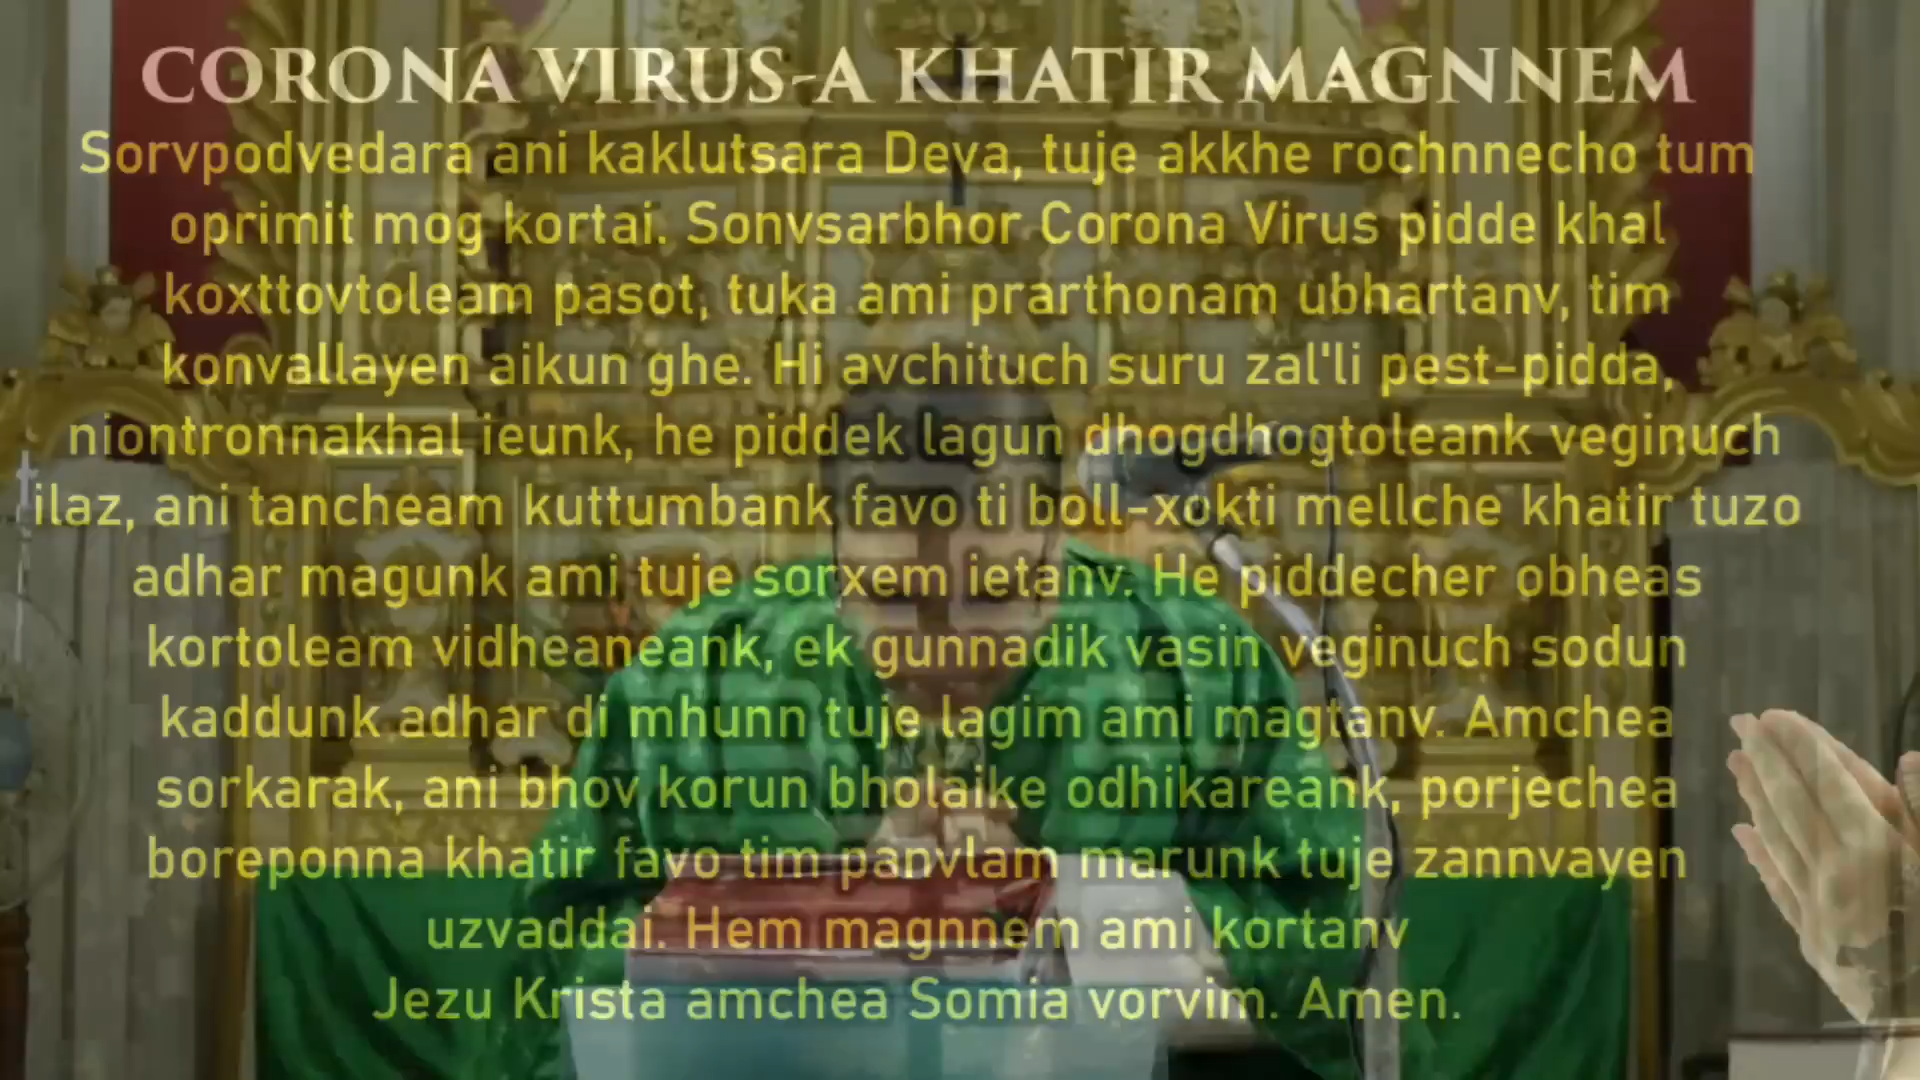 CORONA VIRUS-A KHATIR MAGNNEM
Sorvpodvedara ani kaklutsara Deva, tuje akkhe rochnnecho tum
oprimit mog kortai. Sonvsarbhor Corona Virus pidde khal
koxttovtoleam pasot, tuka ami prarthonam ubhartanv, tim
konvallayen aikun ghe. Hi avchituch suru zal'li pest-pidda,
niontronnakhal ieunk, he piddek lagun dhogdhogtoleank veginuch
ilaz, ani tancheam kuttumbank favo ti boll-xokti mellche khatir tuzo
adhar magunk ami tuje sorxem ietanv. He piddecher obheas
kortoleam vidheaneank, ek gunnadik vasin veginuch sodun
kaddunk adhar di mhunn tuje lagim ami magtanv. Amchea
sorkarak, ani bhov korun bholaike odhikareank, porjechea
boreponna khatir favo tim panvlam marunk tuje zannvayen
uzvaddai. Hem magnnem ami kortanv
Jezu Krista amchea Somia vorvim. Amen.